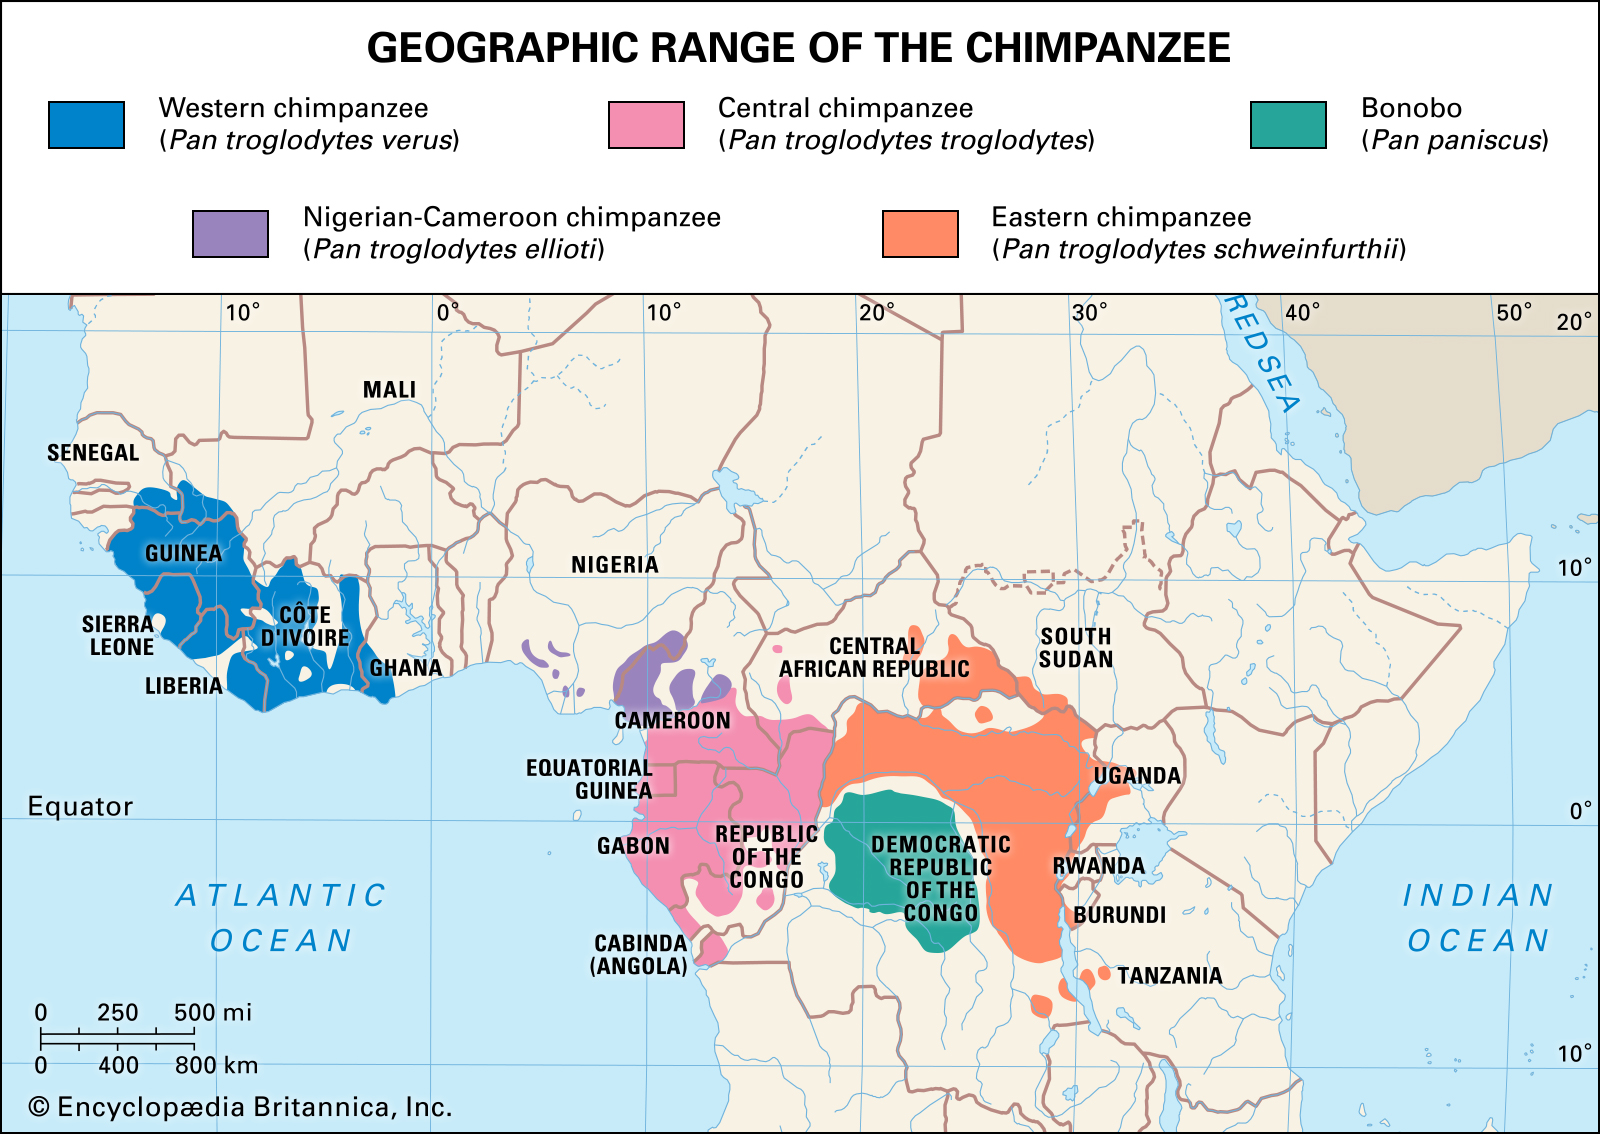 GEOGRAPHIC RANGE OF THE CHIMPANZEE
Western chimpanzee
(Pan troglodytes verus)
Central chimpanzee
(Pan troglodytes troglodytes)
Bonobo
(Pan paniscus)
Nigerian-Cameroon chimpanzee
(Pan troglodytes ellioti)
Eastern chimpanzee
(Pan troglodytes schweinfurthii)
10°
0°
10°
20°
30°
40°
50°
20°
RED SEA
MALI
SENEGAL
GUINEA
NIGERIA
10°
SIERRA
LEONE
CÔTE
D'IVOIRE
GHANA
LIBERIA
CENTRAL
AFRICAN REPUBLIC
SOUTH
SUDAN
CAMEROON
EQUATORIAL
GUINEA
UGANDA
Equator
0°
GABON
REPUBLIC
OF THE
CONGO
DEMOCRATIC
REPUBLIC
OF THE
CONGO
RWANDA
BURUNDI
ATLANTIC
OCEAN
INDIAN
OCEAN
CABINDA
(ANGOLA)
TANZANIA
0 250 500 mi
0 400 800 km
10°
© Encyclopædia Britannica, Inc.